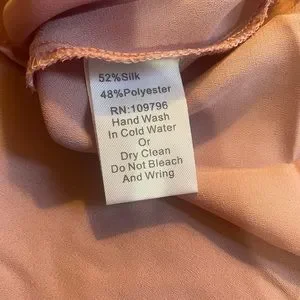 52%Silk
48%Polyester
RN:109796
Hand Wash
In Cold Water
Or
Dry Clean
Do Not Bleach
And Wring